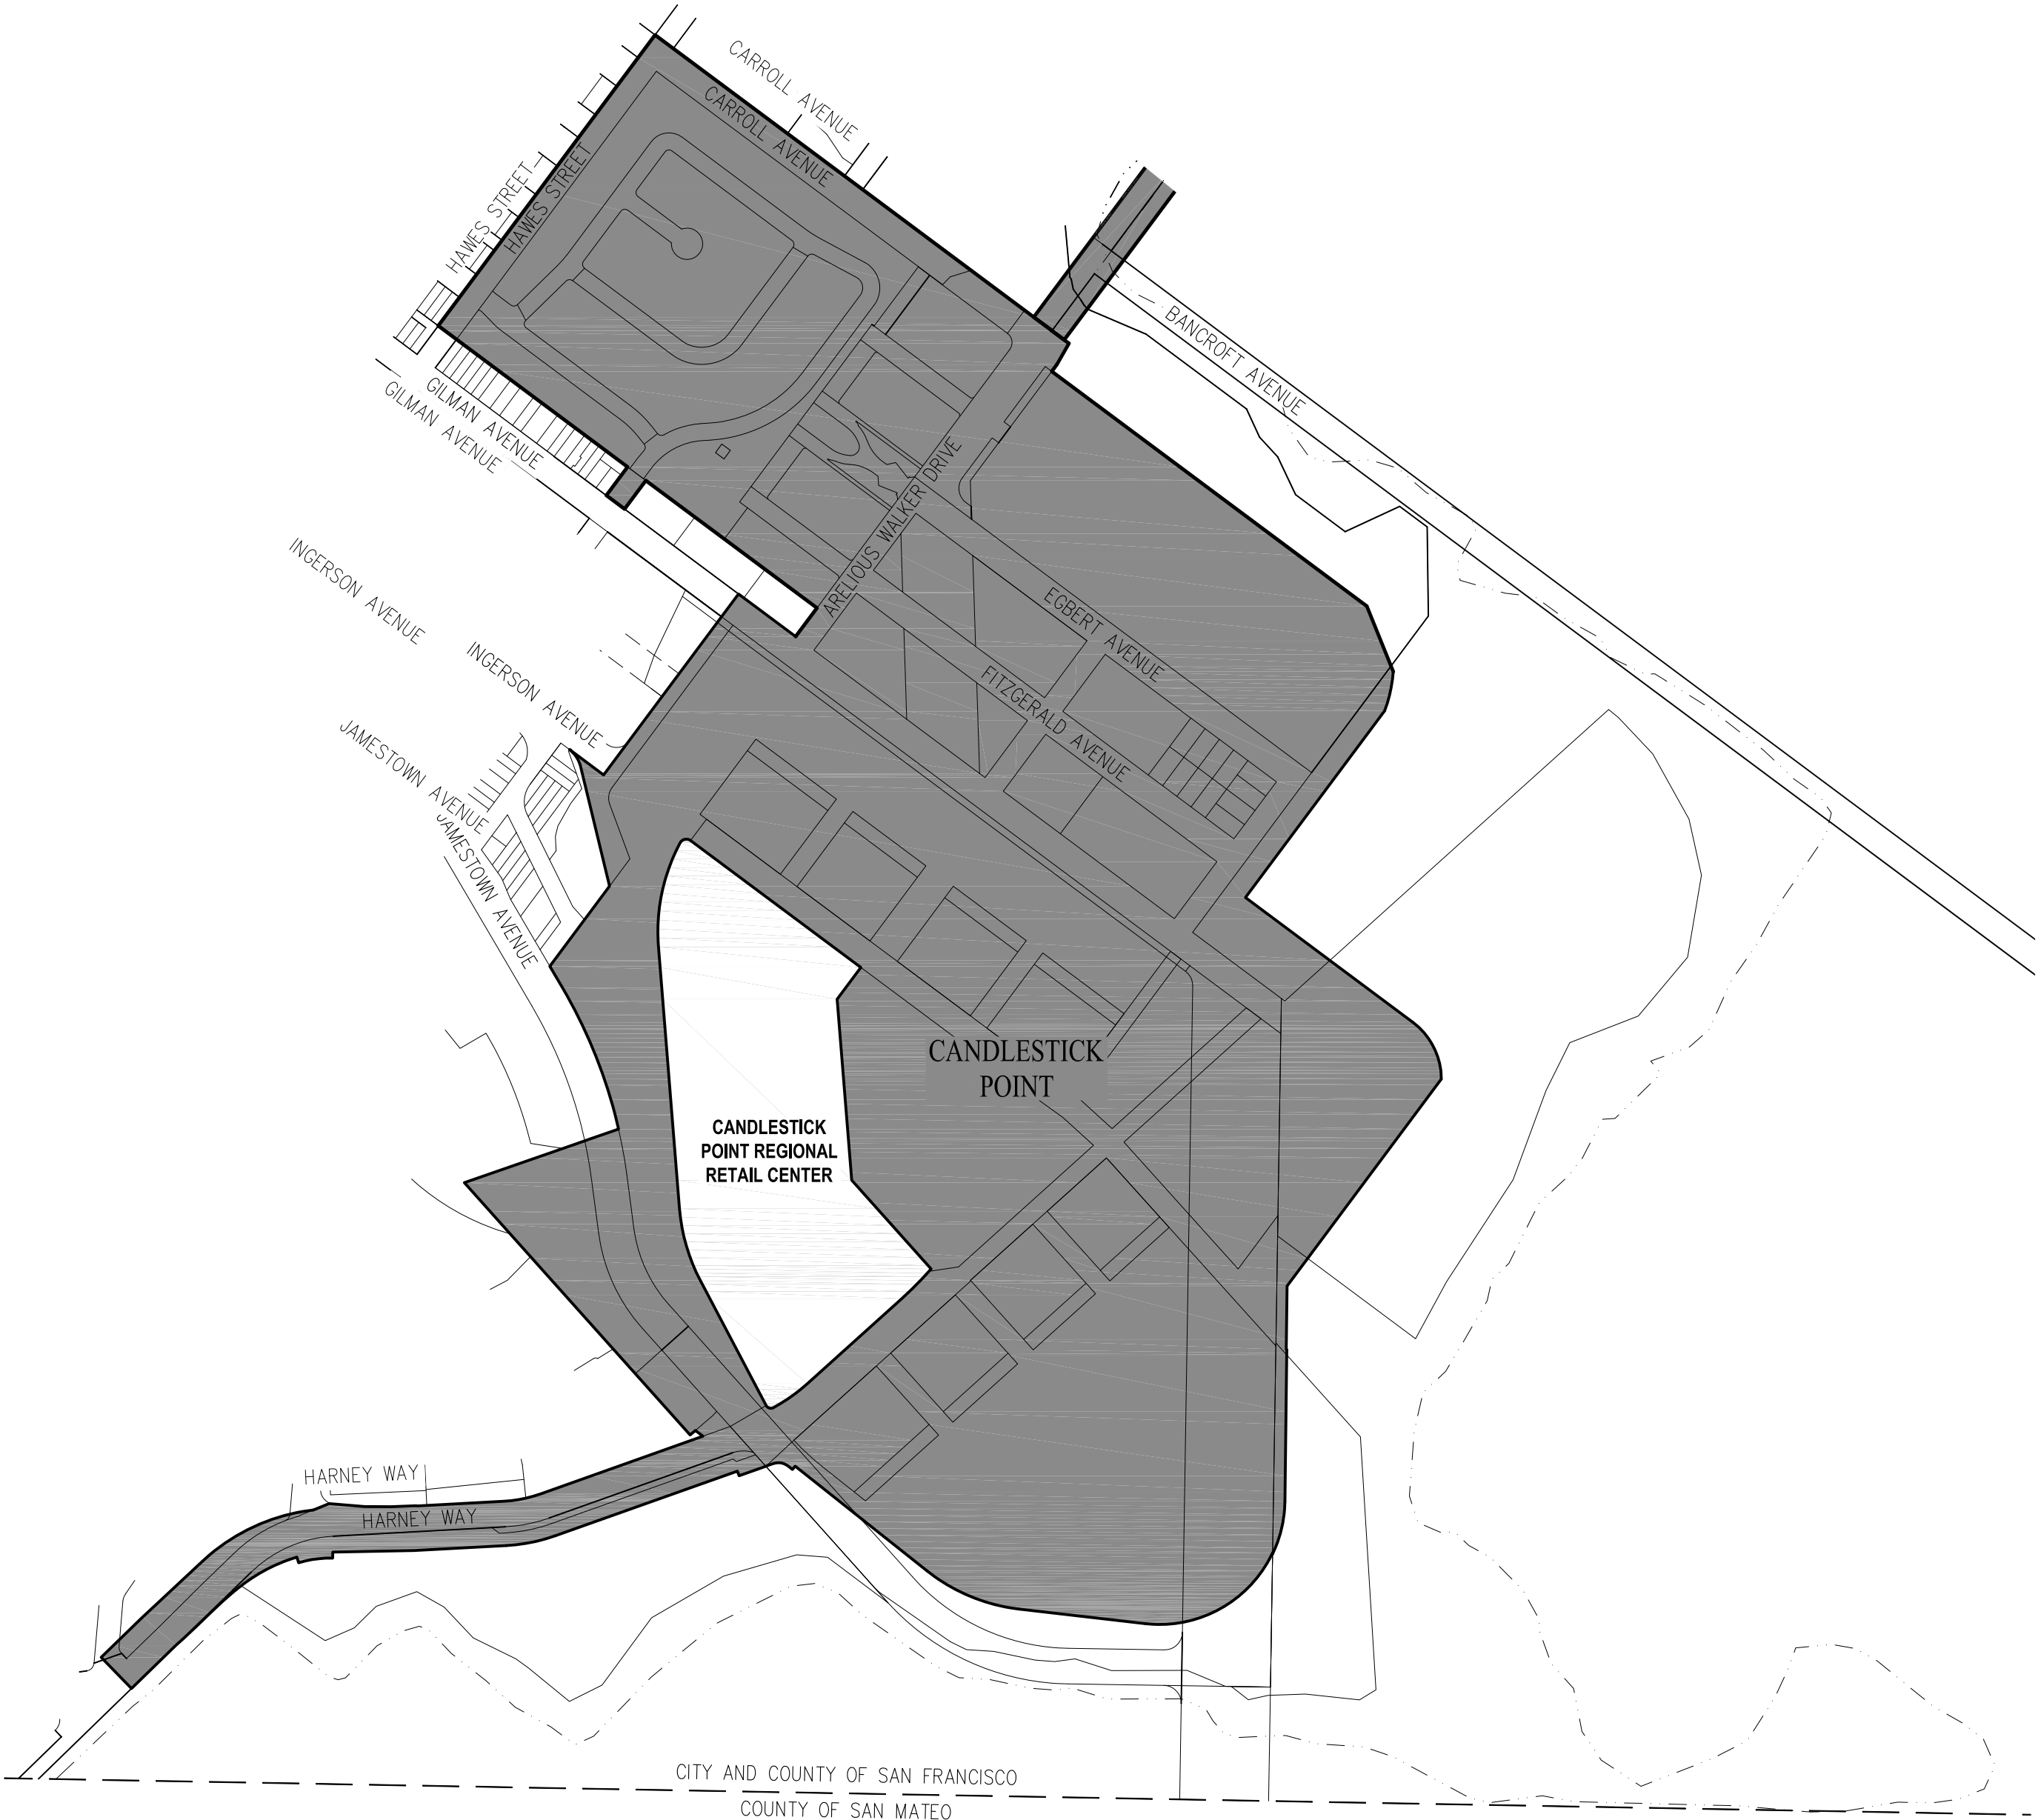 CARROLL AVENUE
CARROLL AVENUE
HAWES STREET
HAWES STREET
BANCROFT AVENUE
GILMAN AVENUE
GILMAN AVENUE
ARELIOUS WALKER DRIVE
INGERSON AVENUE
INGERSON AVENUE
EGBERT AVENUE
FITZGERALD AVENUE
JAMESTOWN AVENUE
JAMESTOWN AVENUE
CANDLESTICK
POINT
CANDLESTICK
POINT REGIONAL
RETAIL CENTER
HARNEY WAY
HARNEY WAY
CITY AND COUNTY OF SAN FRANCISCO
COUNTY OF SAN MATEO